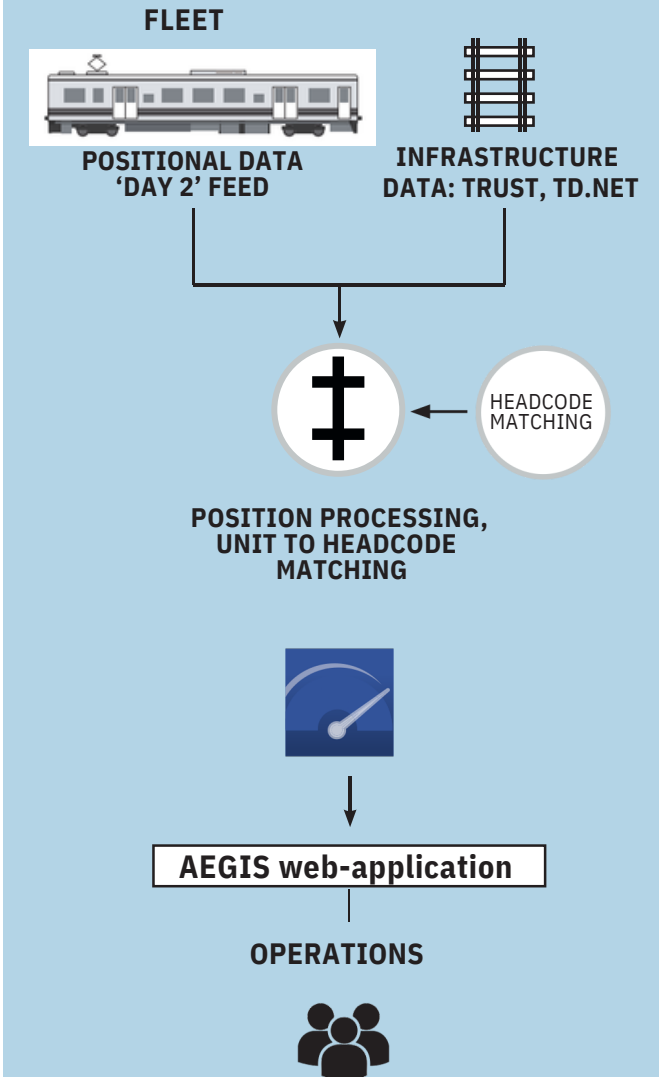 FLEET
POSITIONAL DATA
‘DAY 2’ FEED
INFRASTRUCTURE
DATA: TRUST, TD.NET
HEADCODE
MATCHING
POSITION PROCESSING,
UNIT TO HEADCODE
MATCHING
AEGIS web-application
OPERATIONS